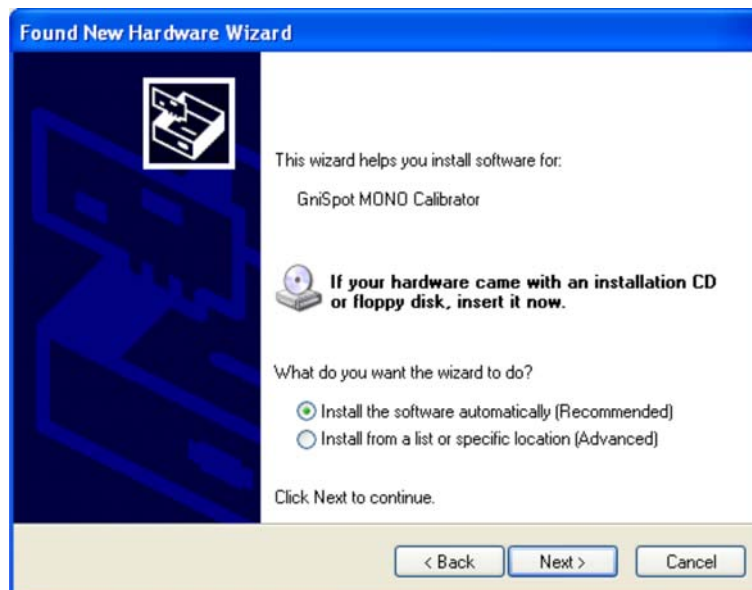 Found New Hardware Wizard
This wizard helps you install software for:
GniSpot MONO Calibrator
If your hardware came with an installation CD
or floppy disk, insert it now.
What do you want the wizard to do?
Install the software automatically (Recommended)
Install from a list or specific location (Advanced)
Click Next to continue.
< Back Next > Cancel